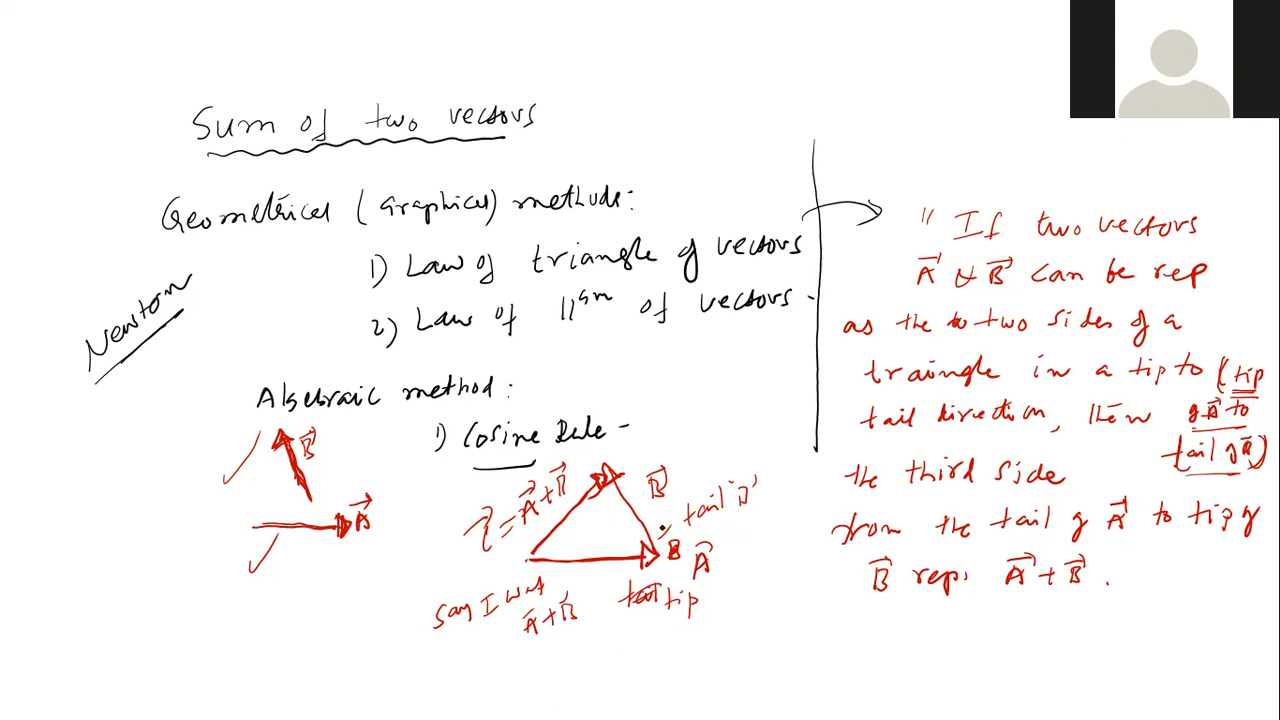 Sum of two vectors
Geometrical (Graphical) methods:
1) Law of triangle of vectors
2) Law of ||gm of vectors.
Newton
Algebraic method:
1) Cosine Rule -
B⃗
A⃗
= A⃗ + B⃗
B⃗
tail B⃗
B
A⃗
tip
Say I want
A⃗ + B⃗
" If two vectors
A⃗ & B⃗ can be rep
as the two sides of a
traingle in a tip to (tip
tail direction, then of A⃗ to
tail of
the third side
from the tail of A⃗ to tip of
B⃗ rep. A⃗ + B⃗.